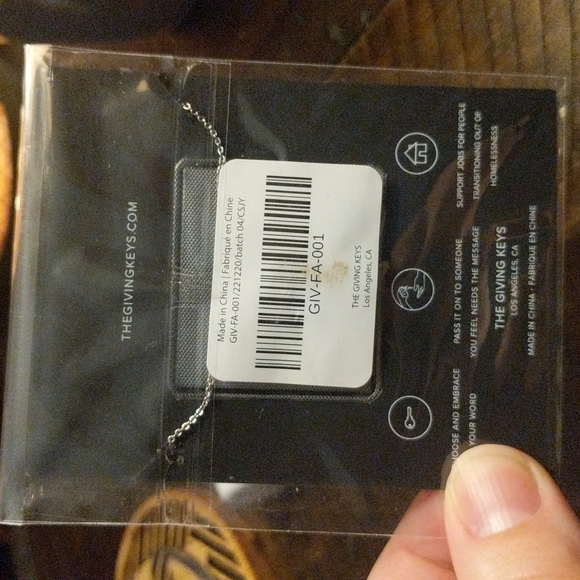 THEGIVINGKEYS.COM
Made in China | Fabriqué en Chine
GIV-FA-001/221220/batch 04/CSJY
GIV-FA-001
THE GIVING KEYS
Los Angeles, CA
EMBRACE
YOUR WORD
AND
PASS IT ON TO SOMEONE
YOU FEEL NEEDS THE MESSAGE
SUPPORT JOBS FOR PEOPLE
TRANSITIONING OUT OF
HOMELESSNESS
THE GIVING KEYS
LOS ANGELES, CA
MADE IN CHINA · FABRIQUE EN CHINE